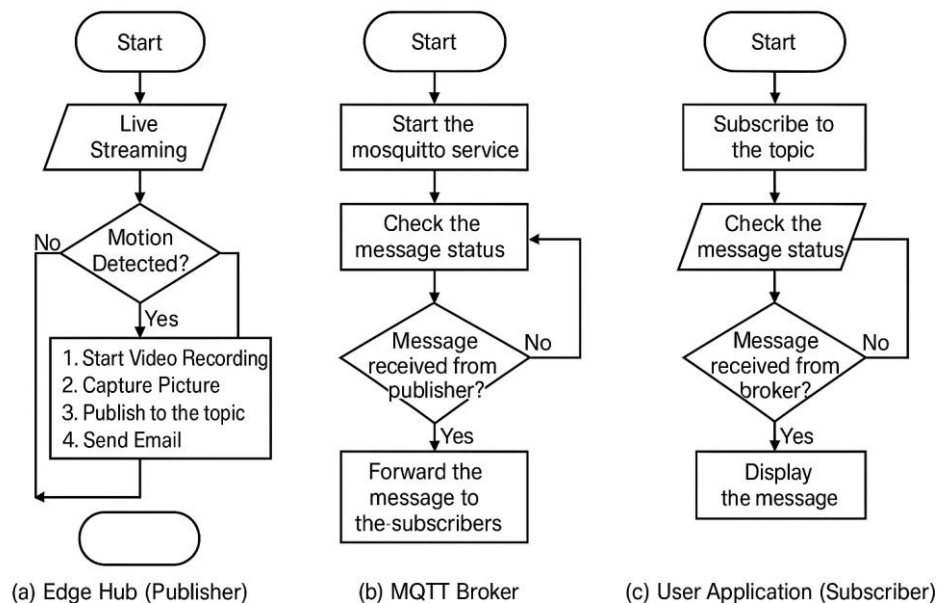 Start
Live
Streaming
No
Motion
Detected?
Yes
1. Start Video Recording
2. Capture Picture
3. Publish to the topic
4. Send Email
(a) Edge Hub (Publisher)
Start
Start the
mosquitto service
Check the
message status
Message
received from
publisher?
No
Yes
Forward the
message to
the-subscribers
(b) MQTT Broker
Start
Subscribe to
the topic
Check the
message status
Message
received from
broker?
No
Yes
Display
the message
(c) User Application (Subscriber)